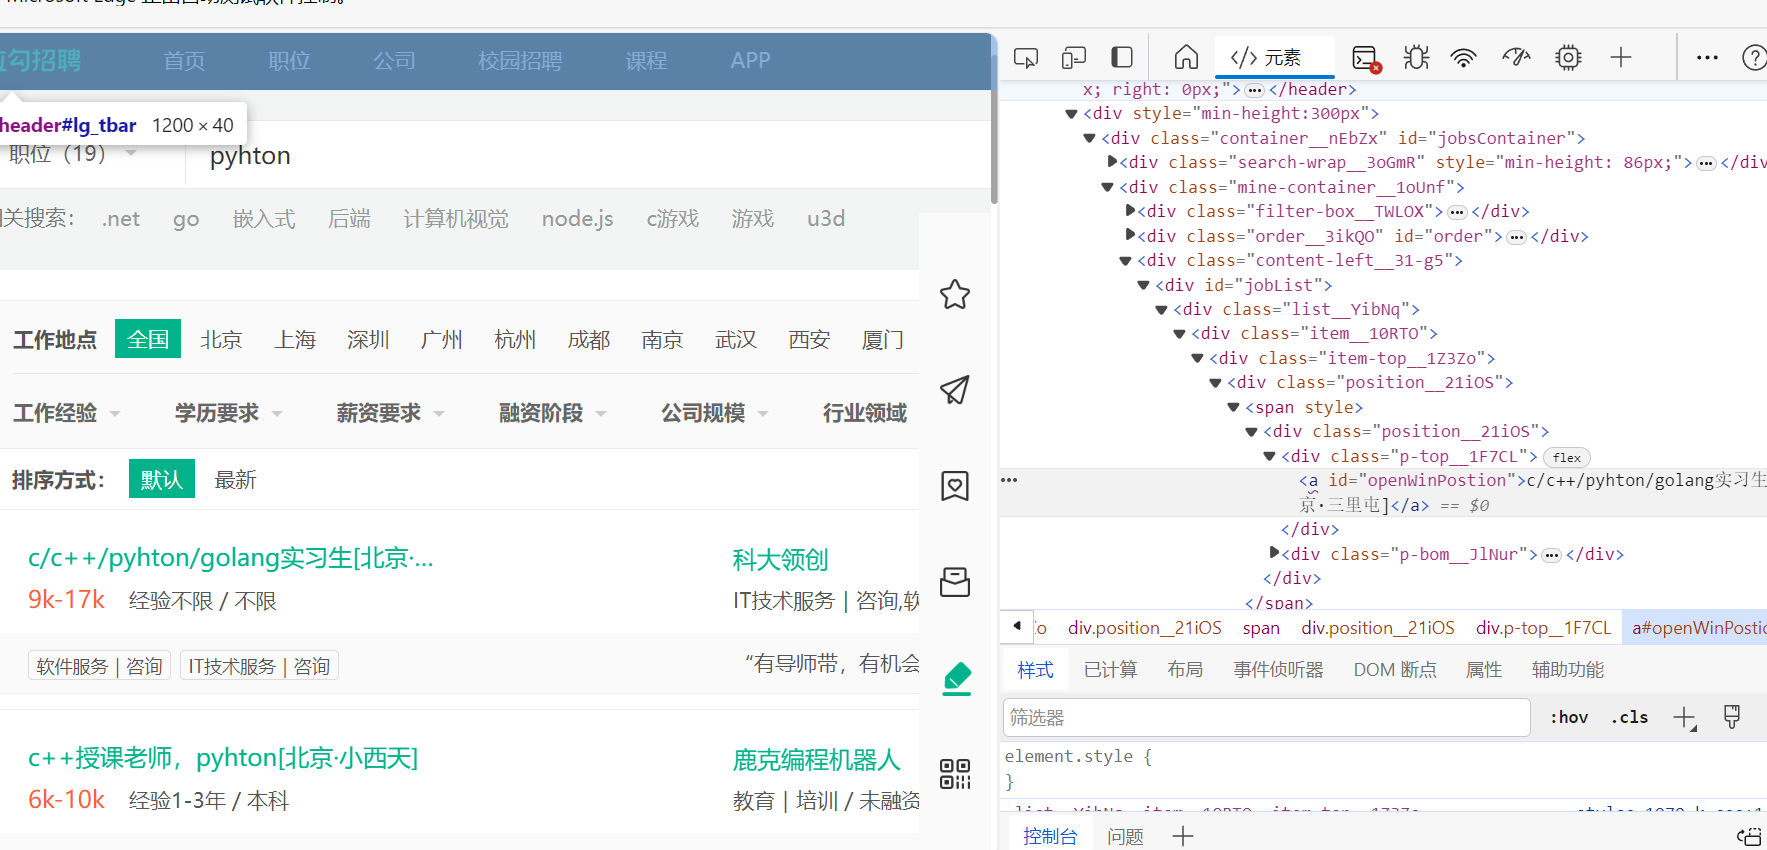 拉勾招聘 首页 职位 公司 校园招聘 课程 APP
header#lg_tbar 1200 × 40
职位（19） pyhton
关搜索： .net go 嵌入式 后端 计算机视觉 node.js c游戏 游戏 u3d
工作地点 全国 北京 上海 深圳 广州 杭州 成都 南京 武汉 西安 厦门
工作经验 学历要求 薪资要求 融资阶段 公司规模 行业领域
排序方式： 默认 最新
c/c++/pyhton/golang实习生[北京·... 科大领创
9k-17k 经验不限 / 不限 IT技术服务｜咨询,软
软件服务｜咨询 IT技术服务｜咨询 “有导师带，有机会
c++授课老师，pyhton[北京·小西天] 鹿克编程机器人
6k-10k 经验1-3年 / 本科 教育｜培训 / 未融资
元素
x; right: 0px;">…</header>
<div style="min-height:300px">
<div class="container__nEbZx" id="jobsContainer">
<div class="search-wrap__3oGmR" style="min-height: 86px;">…</div
<div class="mine-container__1oUnf">
<div class="filter-box__TWLOX">…</div>
<div class="order__3ikQO" id="order">…</div>
<div class="content-left__31-g5">
<div id="jobList">
<div class="list__YibNq">
<div class="item__10RTO">
<div class="item-top__1Z3Zo">
<div class="position__21iOS">
<span style>
<div class="position__21iOS">
<div class="p-top__1F7CL"> flex
<a id="openWinPostion">c/c++/pyhton/golang实习生
京·三里屯]</a> == $0
</div>
<div class="p-bom__JlNur">…</div>
</div>
</span>
o div.position__21iOS span div.position__21iOS div.p-top__1F7CL a#openWinPostio
样式 已计算 布局 事件侦听器 DOM 断点 属性 辅助功能
筛选器 :hov .cls
element.style {
}
控制台 问题